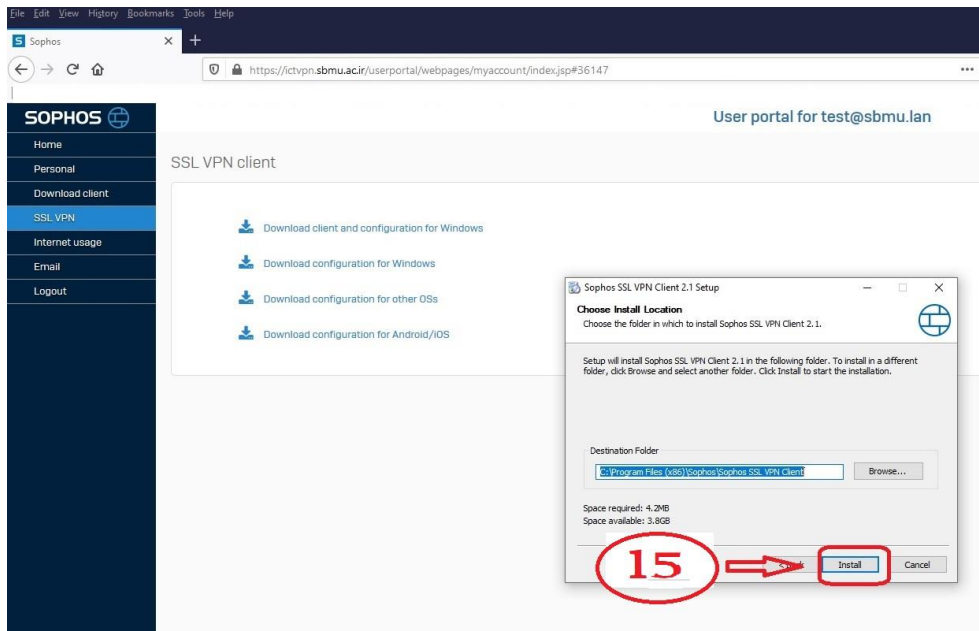 File Edit View History Bookmarks Tools Help
S Sophos
https://ictvpn.sbmu.ac.ir/userportal/webpages/myaccount/index.jsp#36147
SOPHOS
User portal for test@sbmu.lan
Home
Personal
Download client
SSL VPN
Internet usage
Email
Logout
SSL VPN client
Download client and configuration for Windows
Download configuration for Windows
Download configuration for other OSs
Download configuration for Android/iOS
Sophos SSL VPN Client 2.1 Setup
Choose Install Location
Choose the folder in which to install Sophos SSL VPN Client 2.1.
Setup will install Sophos SSL VPN Client 2.1 in the following folder. To install in a different
folder, click Browse and select another folder. Click Install to start the installation.
Destination Folder
C:\Program Files (x86)\Sophos\Sophos SSL VPN Client
Browse...
Space required: 4.2MB
Space available: 3.8GB
15
Install
Cancel